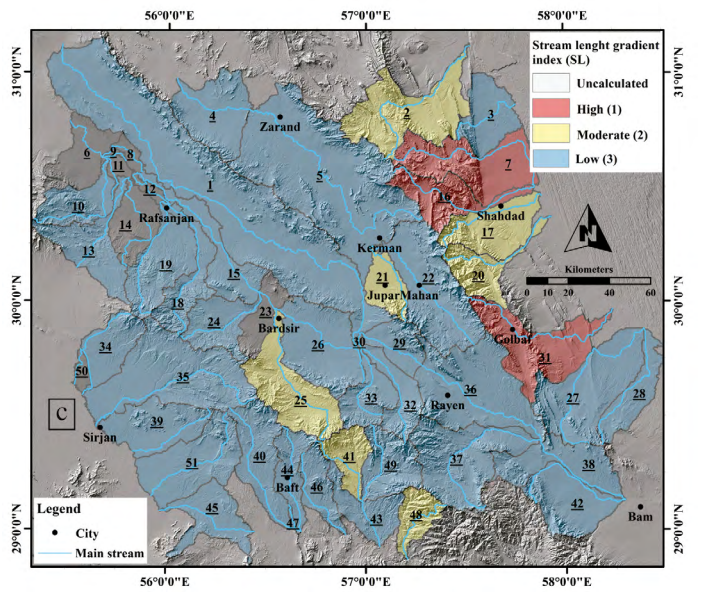 56°0'0"E
57°0'0"E
58°0'0"E
31°0'0"N
31°0'0"N
30°0'0"N
30°0'0"N
29°0'0"N
29°0'0"N
Stream lenght gradient
index (SL)
Uncalculated
High (1)
Moderate (2)
Low (3)
N
Kilometers
0 10 20 40 60
1
2
3
4
Zarand
5
6
7
8
9
10
11
12
Rafsanjan
13
14
15
16
Shahdad
17
18
19
20
Kerman
21
22
Jupar
Mahan
23
Bardsir
24
25
26
27
28
29
30
Golbaf
31
32
33
34
35
36
Rayen
37
38
39
40
41
42
43
44
Baft
45
46
47
48
49
50
51
C
Sirjan
Bam
Legend
City
Main stream
56°0'0"E
57°0'0"E
58°0'0"E